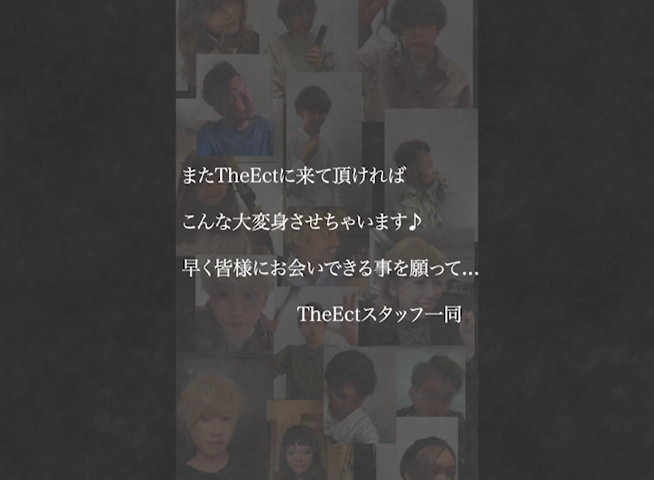 またTheEctに来て頂ければ
こんな大変身させちゃいます♪
早く皆様にお会いできる事を願って…
TheEctスタッフ一同